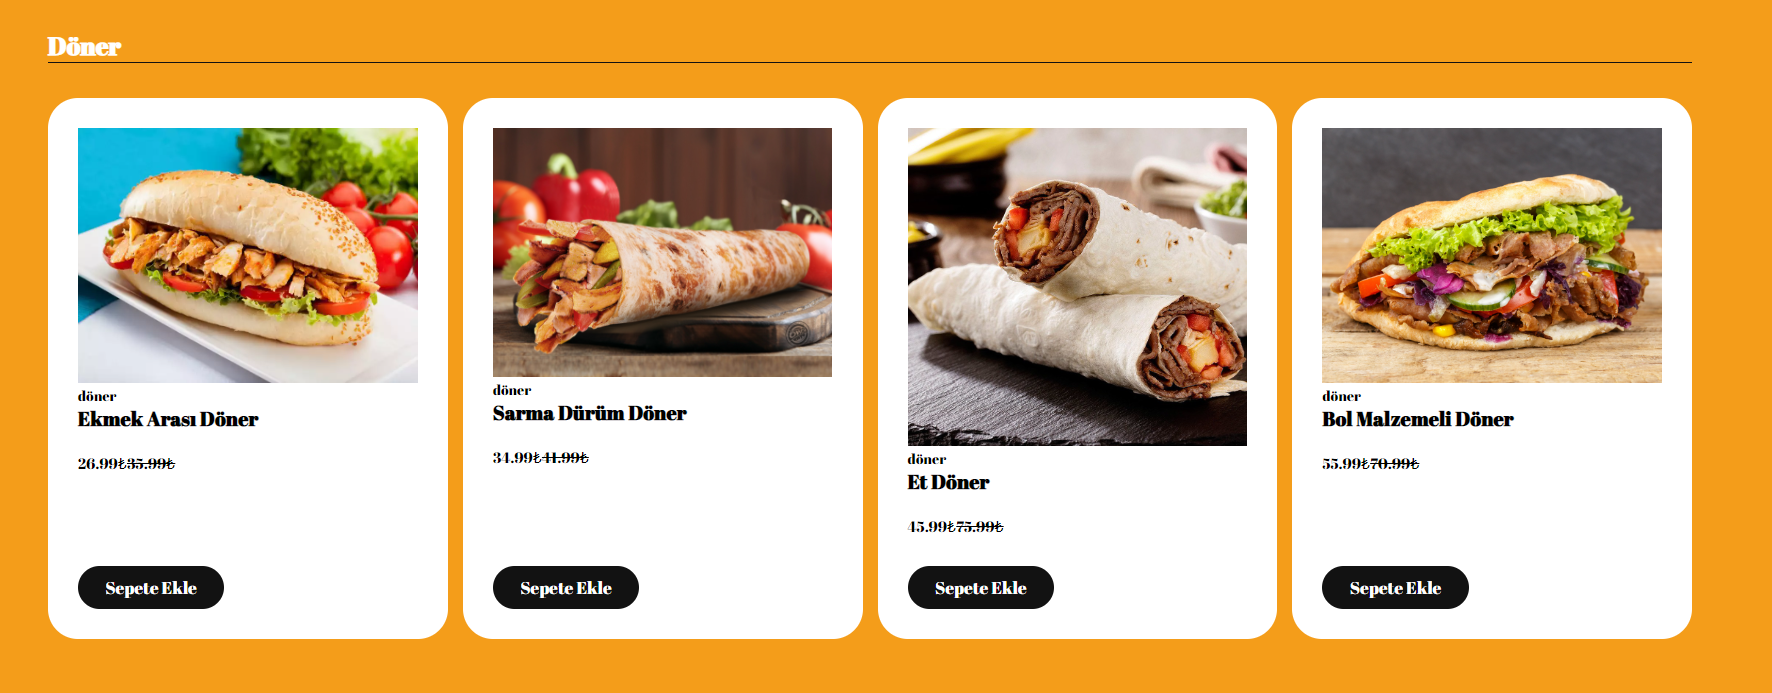 Döner
döner
Ekmek Arası Döner
26.99₺35.99₺
Sepete Ekle
döner
Sarma Dürüm Döner
34.99₺41.99₺
Sepete Ekle
döner
Et Döner
45.99₺75.99₺
Sepete Ekle
döner
Bol Malzemeli Döner
55.99₺70.99₺
Sepete Ekle